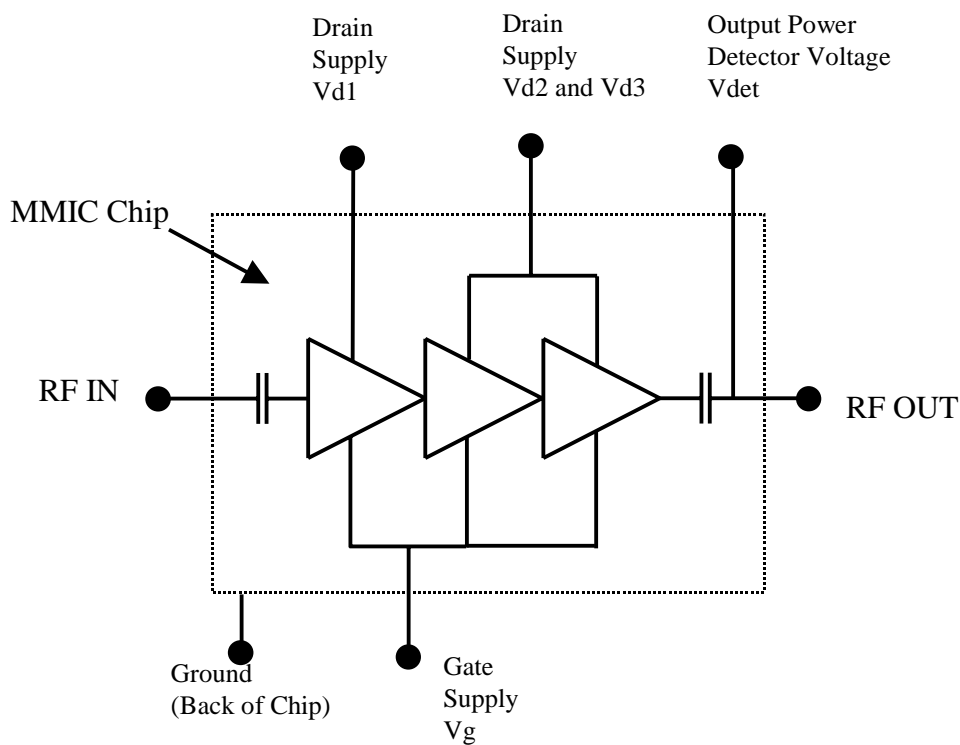 Drain
Supply
Vd1
Drain
Supply
Vd2 and Vd3
Output Power
Detector Voltage
Vdet
MMIC Chip
RF IN
RF OUT
Ground
(Back of Chip)
Gate
Supply
Vg